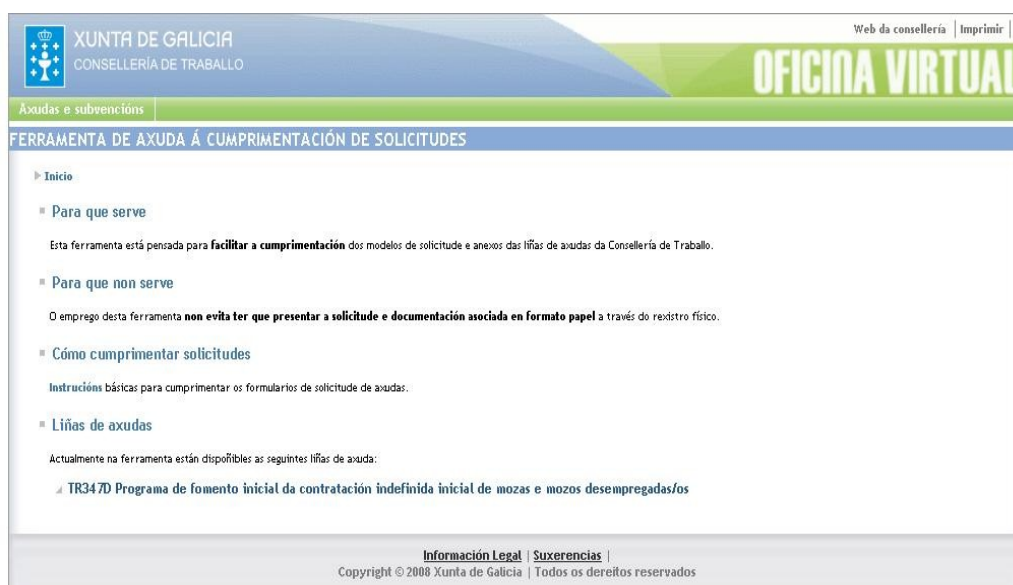 XUNTA DE GALICIA
CONSELLERÍA DE TRABALLO
Web da consellería | Imprimir |
OFICINA VIRTUAL
Axudas e subvencións
FERRAMENTA DE AXUDA Á CUMPRIMENTACIÓN DE SOLICITUDES
Inicio
Para que serve
Esta ferramenta está pensada para facilitar a cumprimentación dos modelos de solicitude e anexos das liñas de axudas da Consellería de Traballo.
Para que non serve
O emprego desta ferramenta non evita ter que presentar a solicitude e documentación asociada en formato papel a través do rexistro físico.
Cómo cumprimentar solicitudes
Instrucións básicas para cumprimentar os formularios de solicitude de axudas.
Liñas de axudas
Actualmente na ferramenta están dispoñibles as seguintes liñas de axuda:
TR347D Programa de fomento inicial da contratación indefinida inicial de mozas e mozos desempregadas/os
Información Legal | Suxerencias |
Copyright © 2008 Xunta de Galicia | Todos os dereitos reservados